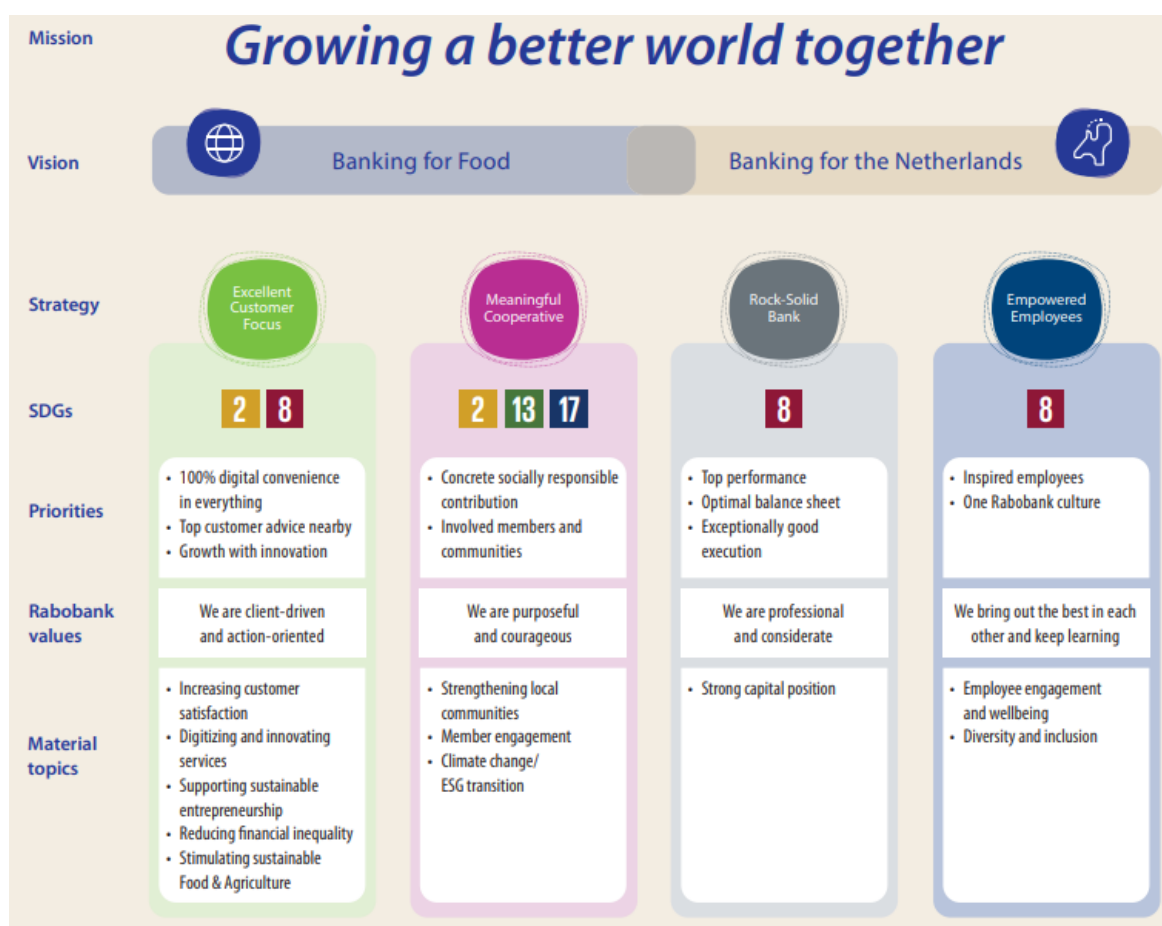 Mission
Growing a better world together
Vision
Banking for Food
Banking for the Netherlands
Strategy
Excellent
Customer
Focus
Meaningful
Cooperative
Rock-Solid
Bank
Empowered
Employees
SDGs
2 8
2 13 17
8
8
Priorities
• 100% digital convenience
in everything
• Top customer advice nearby
• Growth with innovation
• Concrete socially responsible
contribution
• Involved members and
communities
• Top performance
• Optimal balance sheet
• Exceptionally good
execution
• Inspired employees
• One Rabobank culture
Rabobank
values
We are client-driven
and action-oriented
We are purposeful
and courageous
We are professional
and considerate
We bring out the best in each
other and keep learning
Material
topics
• Increasing customer
satisfaction
• Digitizing and innovating
services
• Supporting sustainable
entrepreneurship
• Reducing financial inequality
• Stimulating sustainable
Food & Agriculture
• Strengthening local
communities
• Member engagement
• Climate change/
ESG transition
• Strong capital position
• Employee engagement
and wellbeing
• Diversity and inclusion